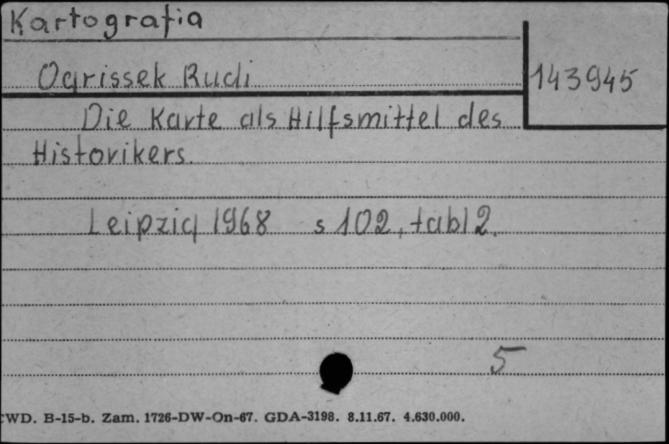 Kartografia
Ogrissek Rudi
143945
Die Karte als Hilfsmittel des
Historikers.
Leipzig 1968 s 102, tabl 2.
5
CWD. B-15-b. Zam. 1726-DW-On-67. GDA-3198. 8.11.67. 4.630.000.